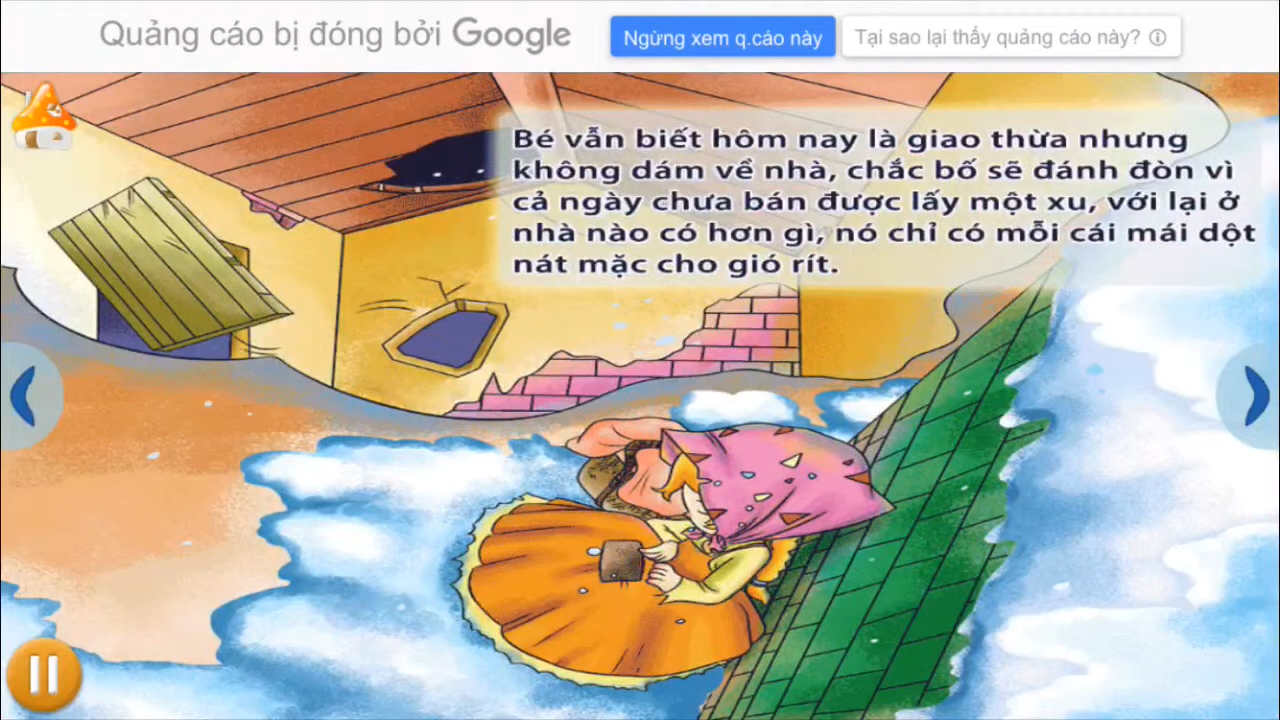 Quảng cáo bị đóng bởi Google
Ngừng xem q.cáo này
Tại sao lại thấy quảng cáo này?
Bé vẫn biết hôm nay là giao thừa nhưng
không dám về nhà, chắc bố sẽ đánh đòn vì
cả ngày chưa bán được lấy một xu, với lại ở
nhà nào có hơn gì, nó chỉ có mỗi cái mái dột
nát mặc cho gió rít.